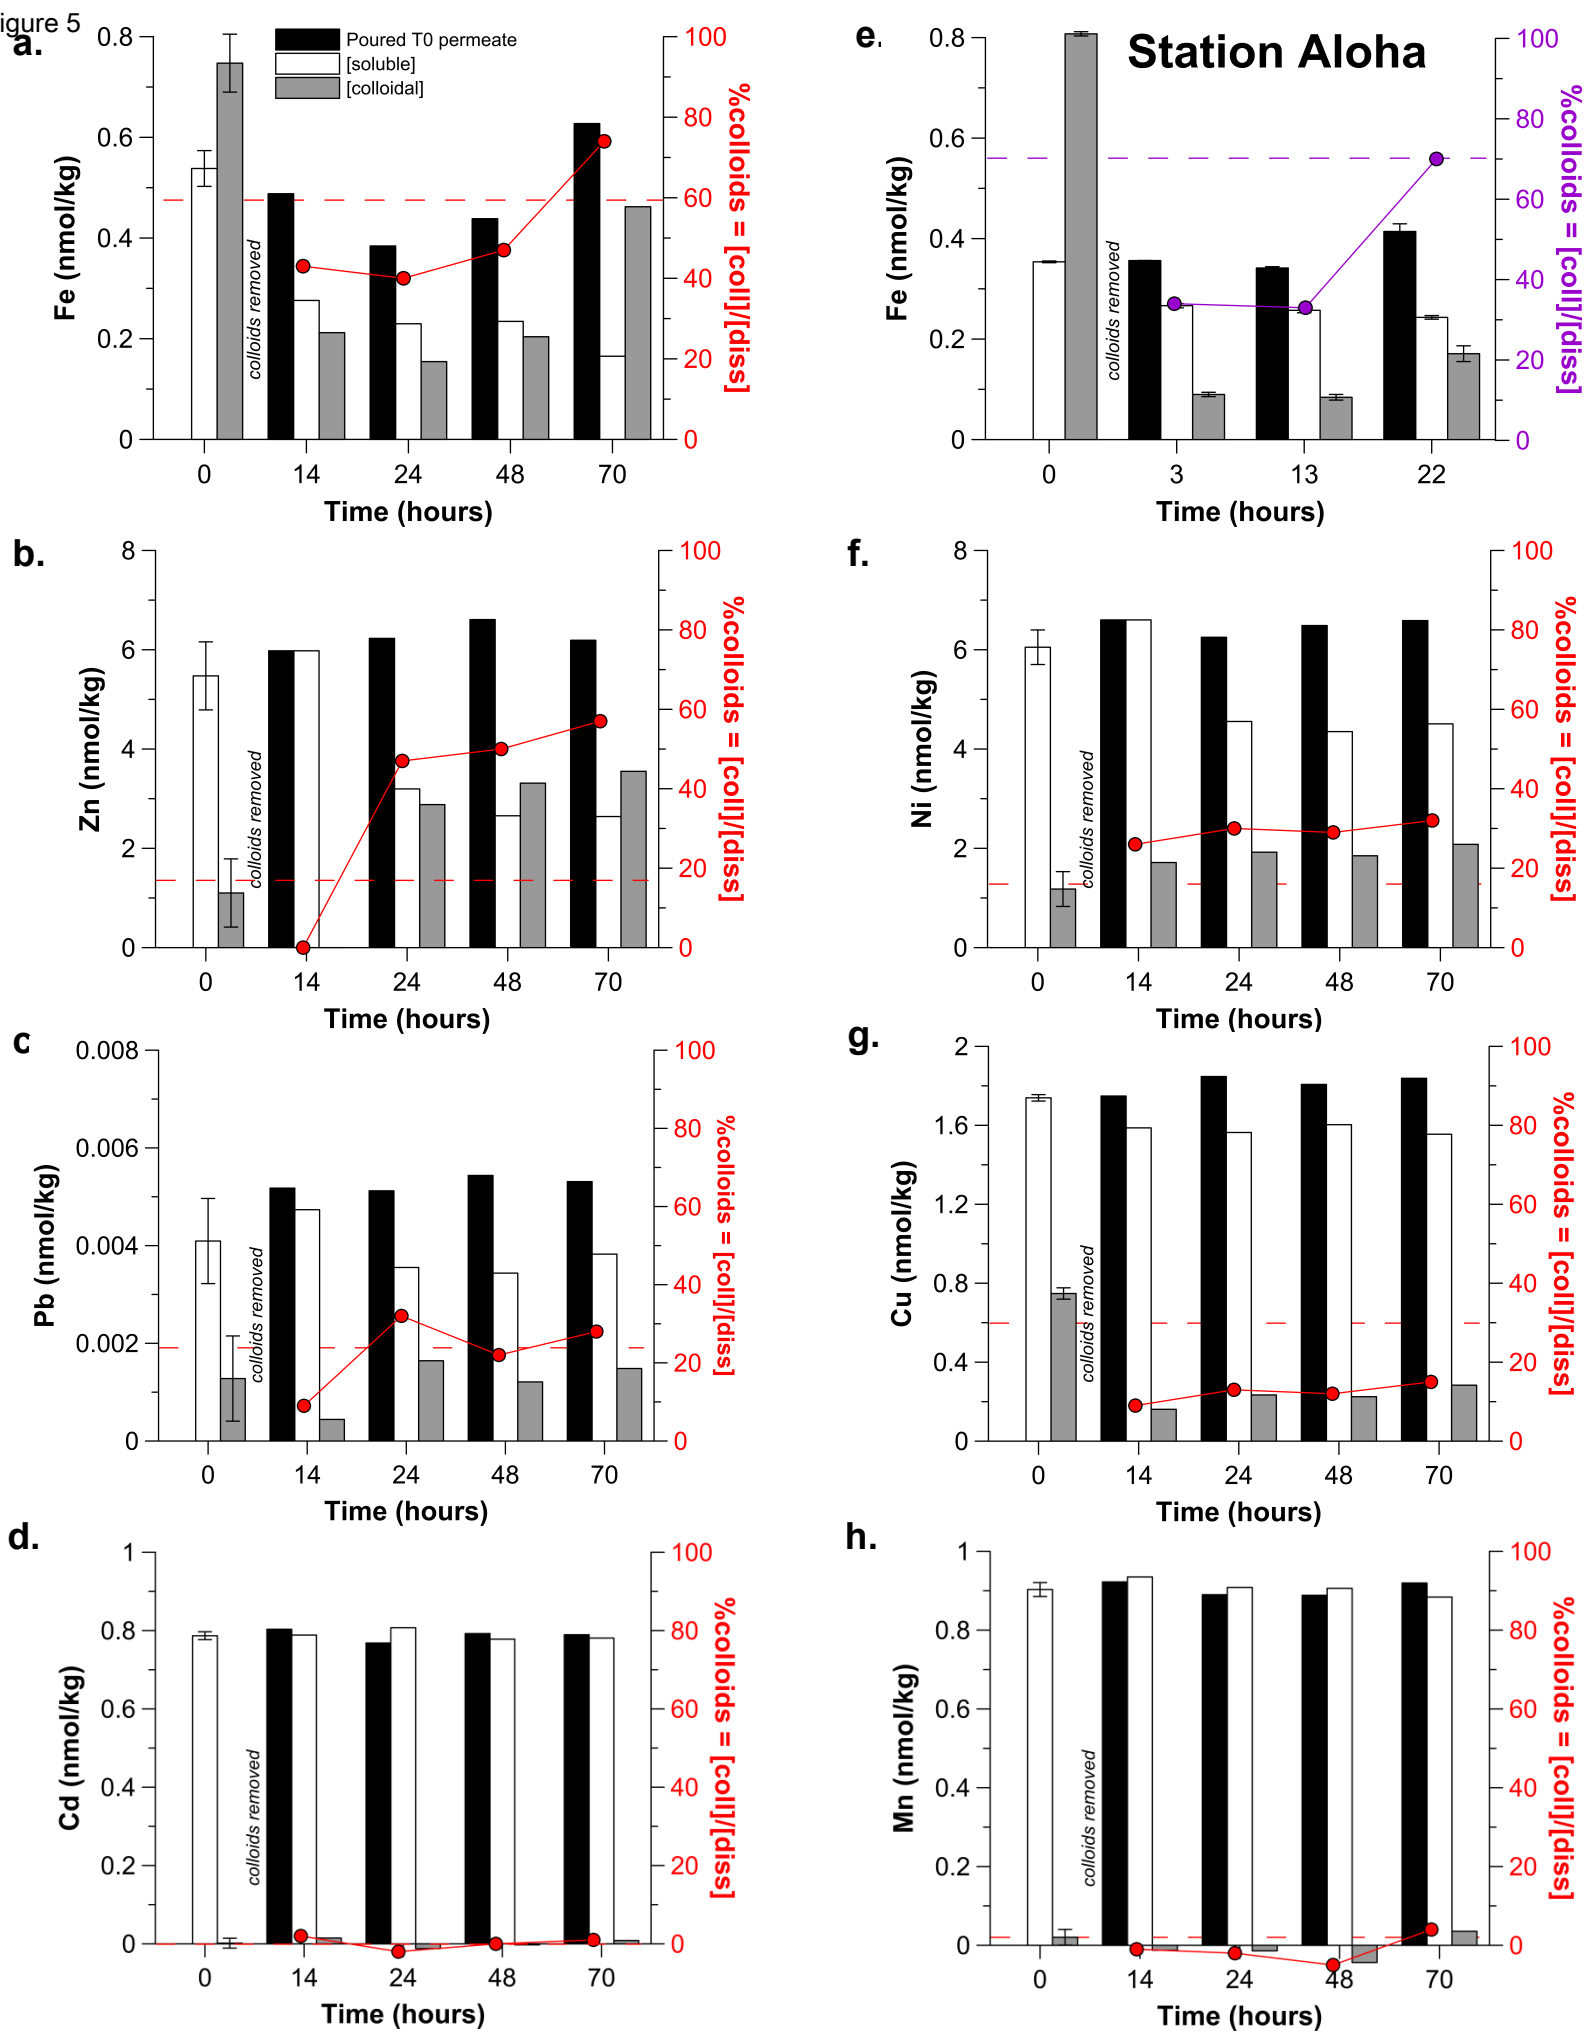 igure 5
a.
Poured T0 permeate
[soluble]
[colloidal]
0.8
0.6
0.4
0.2
0
Fe (nmol/kg)
colloids removed
100
80
60
40
20
0
%colloids = [coll]/[diss]
0 14 24 48 70
Time (hours)
e.
Station Aloha
0.8
0.6
0.4
0.2
0
Fe (nmol/kg)
colloids removed
100
80
60
40
20
0
%colloids = [coll]/[diss]
0 3 13 22
Time (hours)
b.
8
6
4
2
0
Zn (nmol/kg)
colloids removed
100
80
60
40
20
0
%colloids = [coll]/[diss]
0 14 24 48 70
Time (hours)
f.
8
6
4
2
0
Ni (nmol/kg)
colloids removed
100
80
60
40
20
0
%colloids = [coll]/[diss]
0 14 24 48 70
Time (hours)
c
0.008
0.006
0.004
0.002
0
Pb (nmol/kg)
colloids removed
100
80
60
40
20
0
%colloids = [coll]/[diss]
0 14 24 48 70
Time (hours)
g.
2
1.6
1.2
0.8
0.4
0
Cu (nmol/kg)
colloids removed
100
80
60
40
20
0
%colloids = [coll]/[diss]
0 14 24 48 70
Time (hours)
d.
1
0.8
0.6
0.4
0.2
0
Cd (nmol/kg)
colloids removed
100
80
60
40
20
0
%colloids = [coll]/[diss]
0 14 24 48 70
Time (hours)
h.
1
0.8
0.6
0.4
0.2
0
Mn (nmol/kg)
colloids removed
100
80
60
40
20
0
%colloids = [coll]/[diss]
0 14 24 48 70
Time (hours)